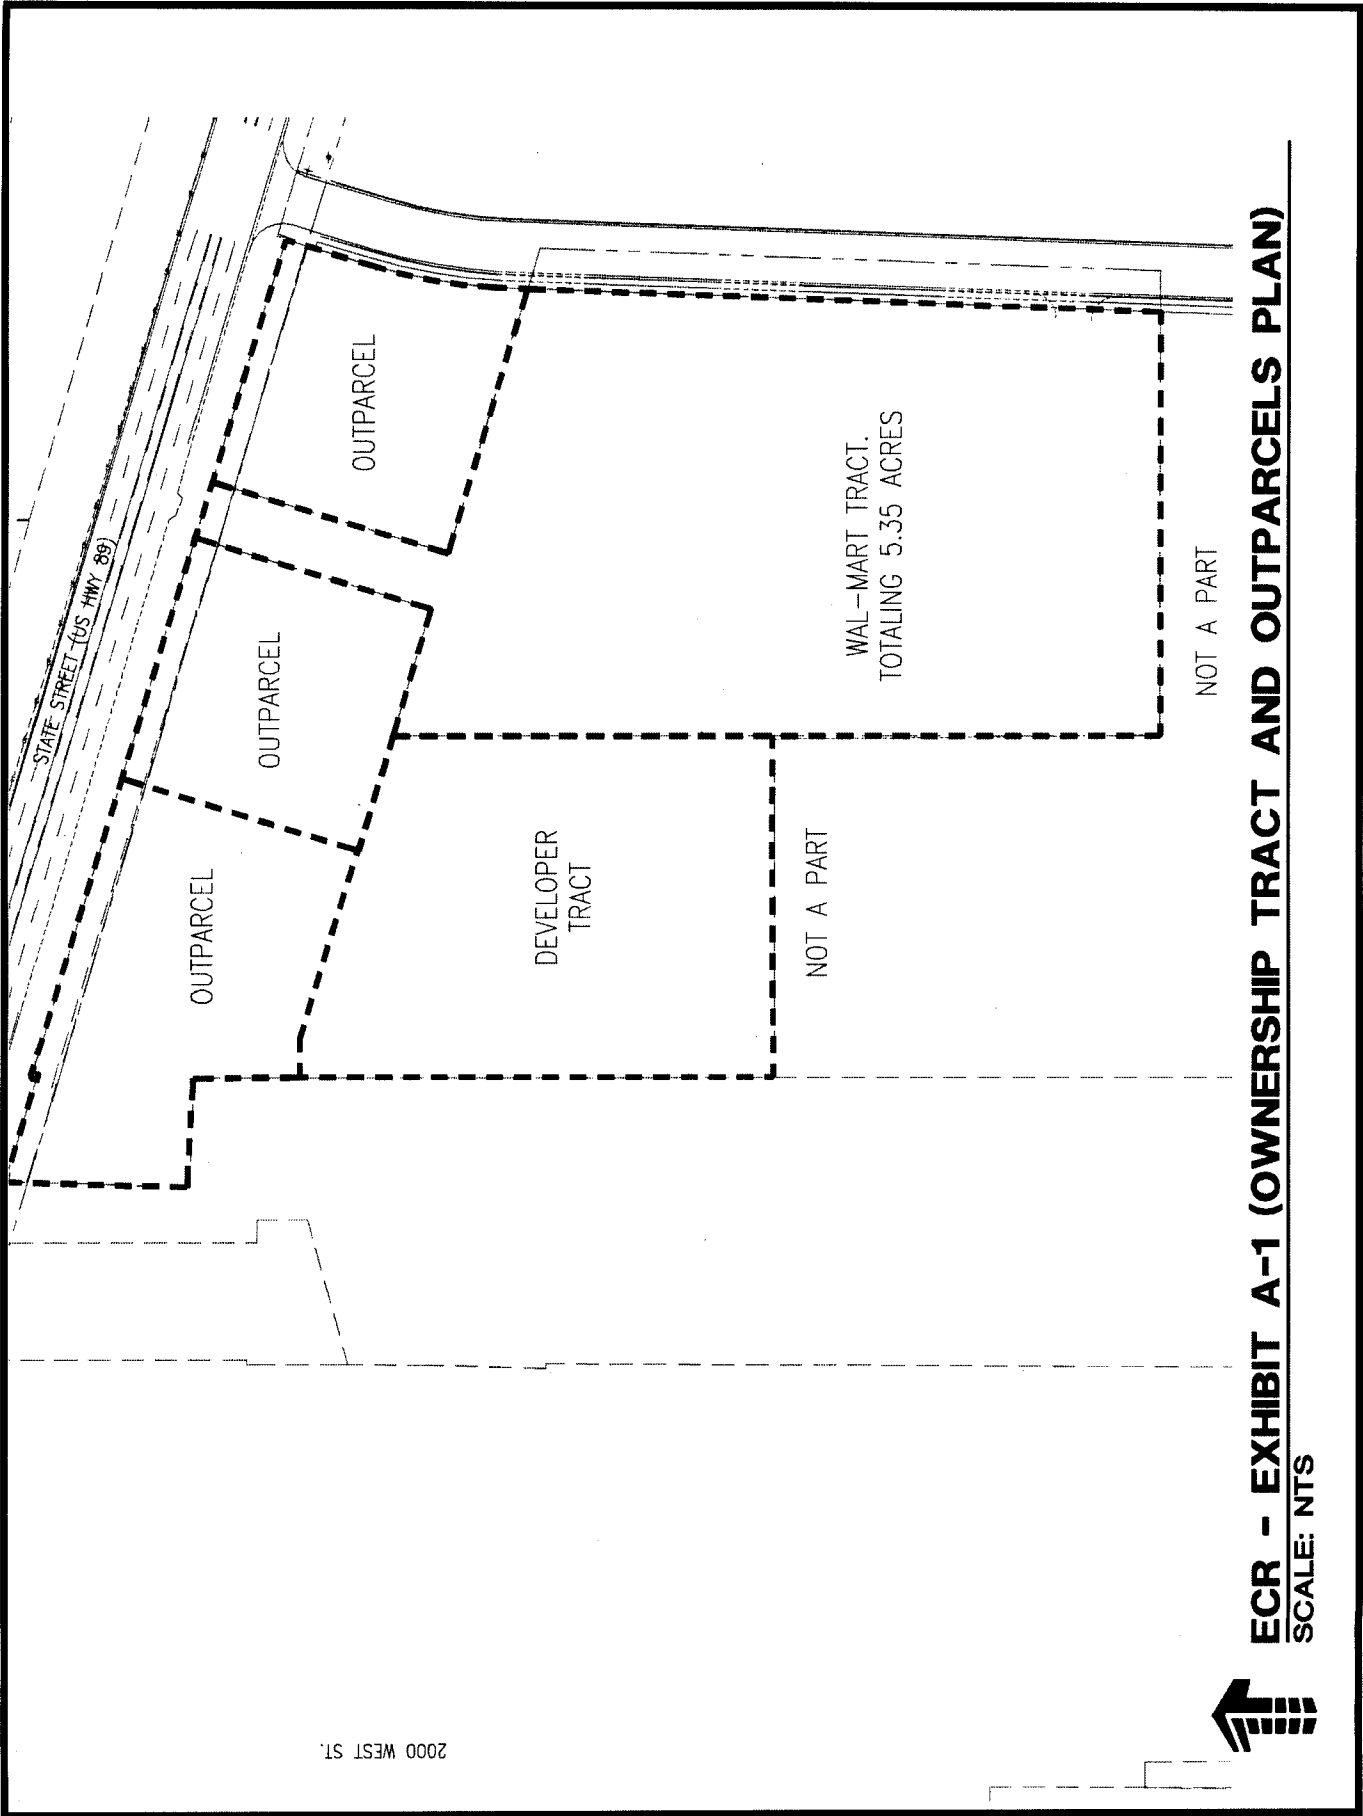 STATE STREET (US HWY 89)
OUTPARCEL
OUTPARCEL
OUTPARCEL
DEVELOPER
TRACT
WAL-MART TRACT.
TOTALING 5.35 ACRES
NOT A PART
NOT A PART
2000 WEST ST.
ECR - EXHIBIT A-1 (OWNERSHIP TRACT AND OUTPARCELS PLAN)
SCALE: NTS